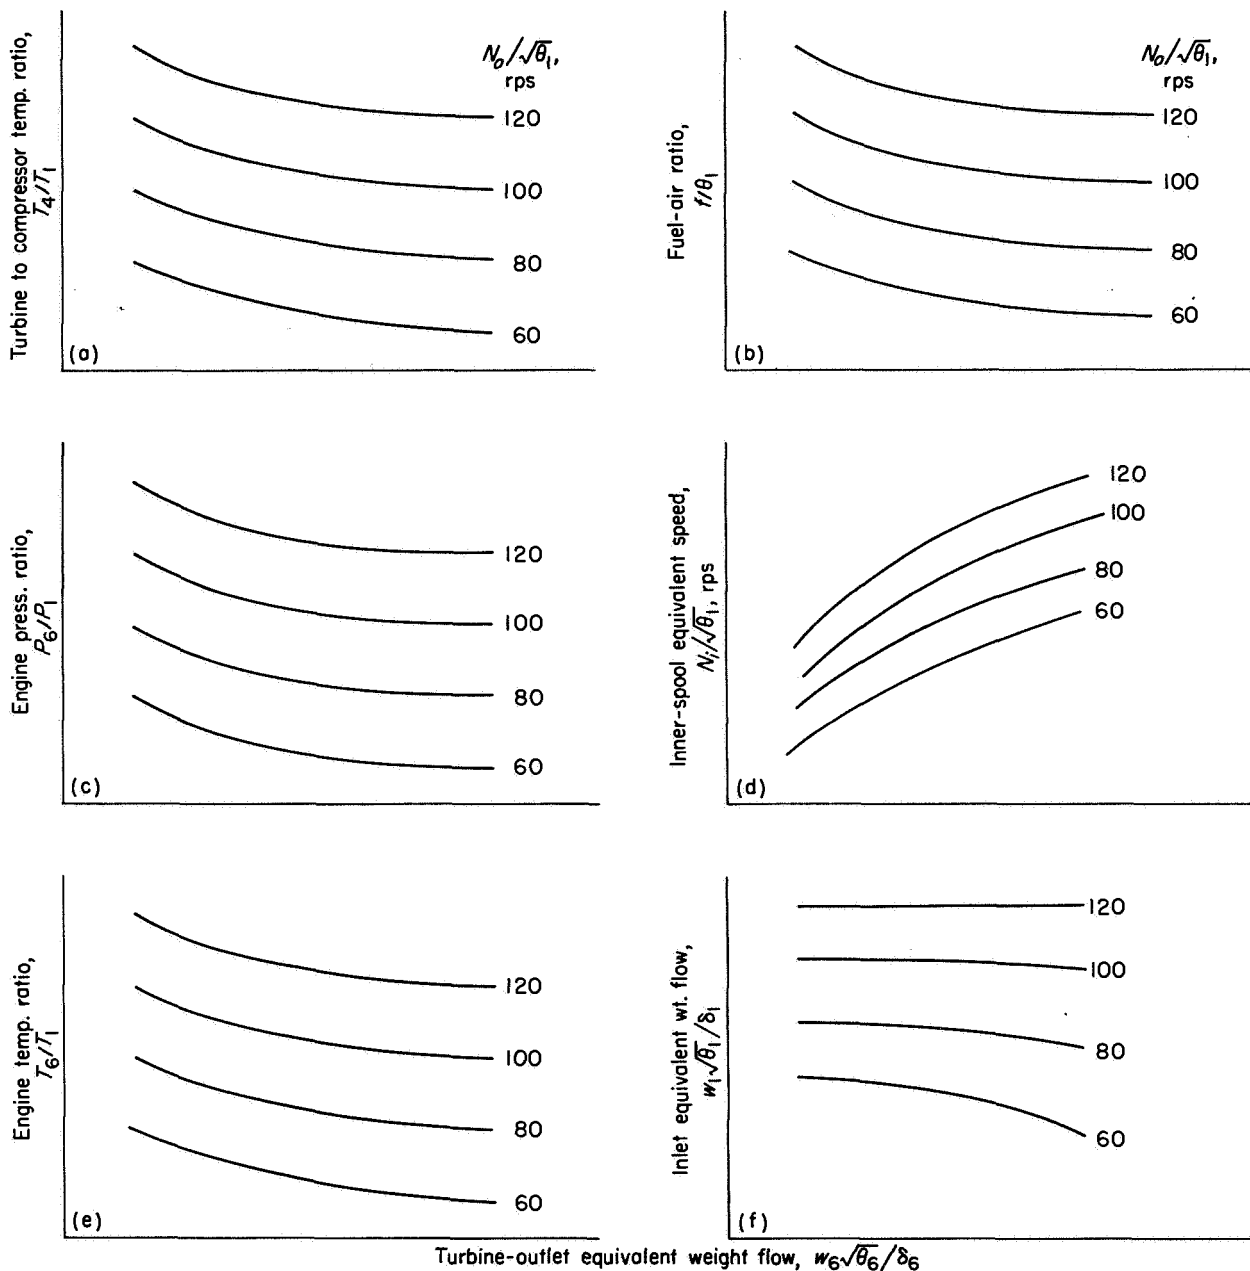 Turbine to compressor temp. ratio,
T₄/T₁
N₀/√θ₁,
rps
120
100
80
60
(a)
Fuel-air ratio,
f/θ₁
N₀/√θ₁,
rps
120
100
80
60
(b)
Engine press. ratio,
P₆/P₁
120
100
80
60
(c)
Inner-spool equivalent speed,
Nᵢ/√θ₁, rps
120
100
80
60
(d)
Engine temp. ratio,
T₆/T₁
120
100
80
60
(e)
Inlet equivalent wt. flow,
w₁√θ₁/δ₁
120
100
80
60
(f)
Turbine-outlet equivalent weight flow, w₆√θ₆/δ₆